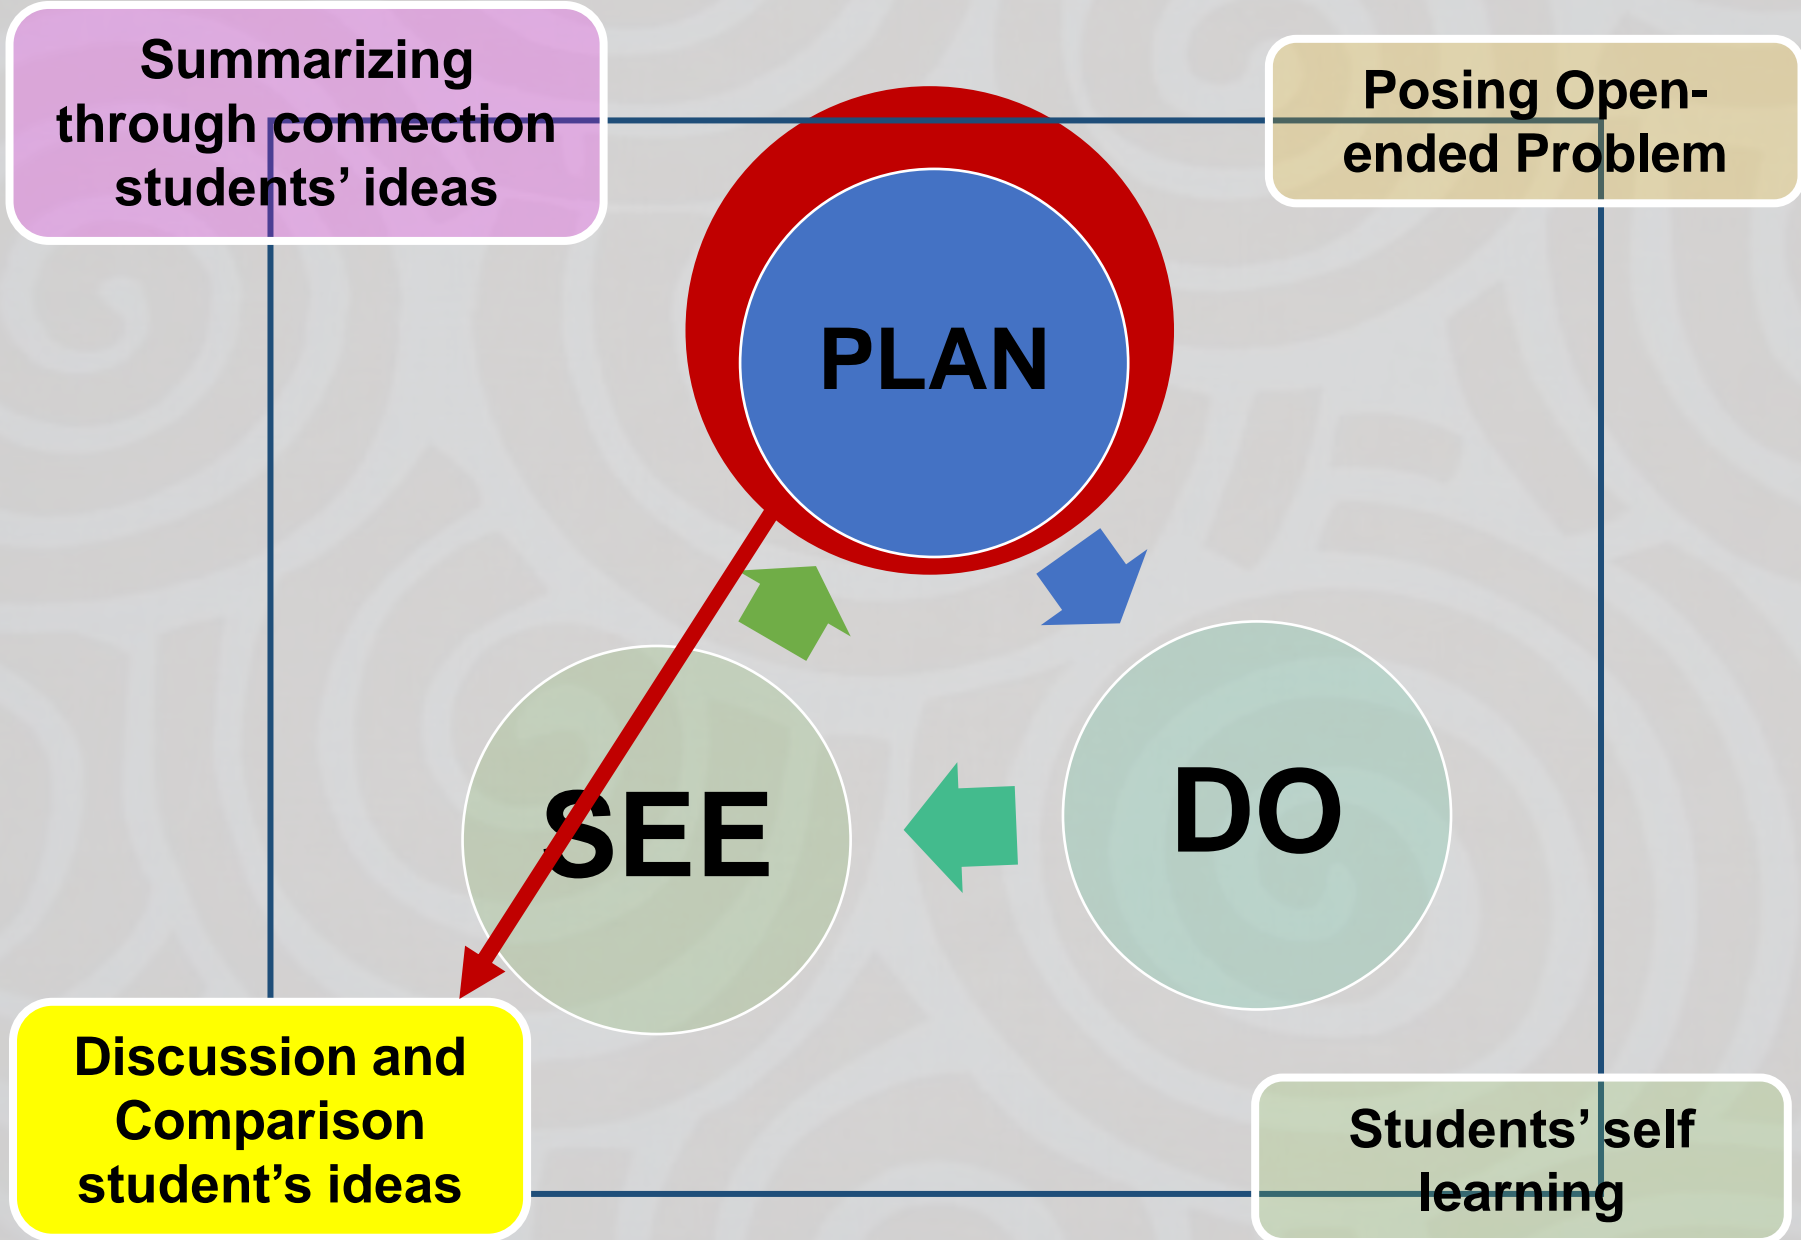 Summarizing
through connection
students’ ideas
Posing Open-
ended Problem
PLAN
DO
SEE
Discussion and
Comparison
student’s ideas
Students’ self
learning